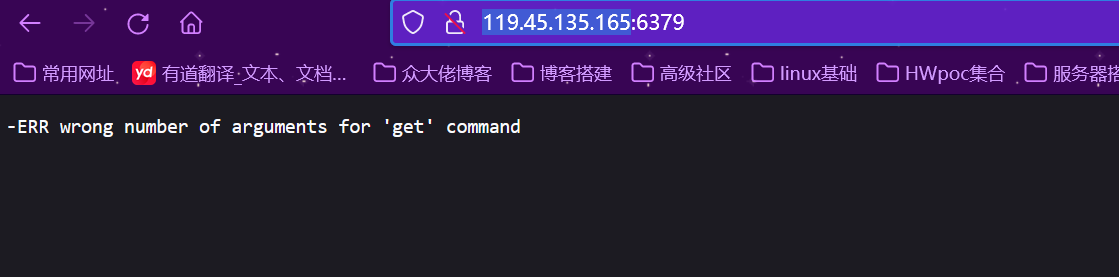 119.45.135.165:6379
常用网址 yd 有道翻译_文本、文档... 众大佬博客 博客搭建 高级社区 linux基础 HWpoc集合 服务器搭
-ERR wrong number of arguments for 'get' command